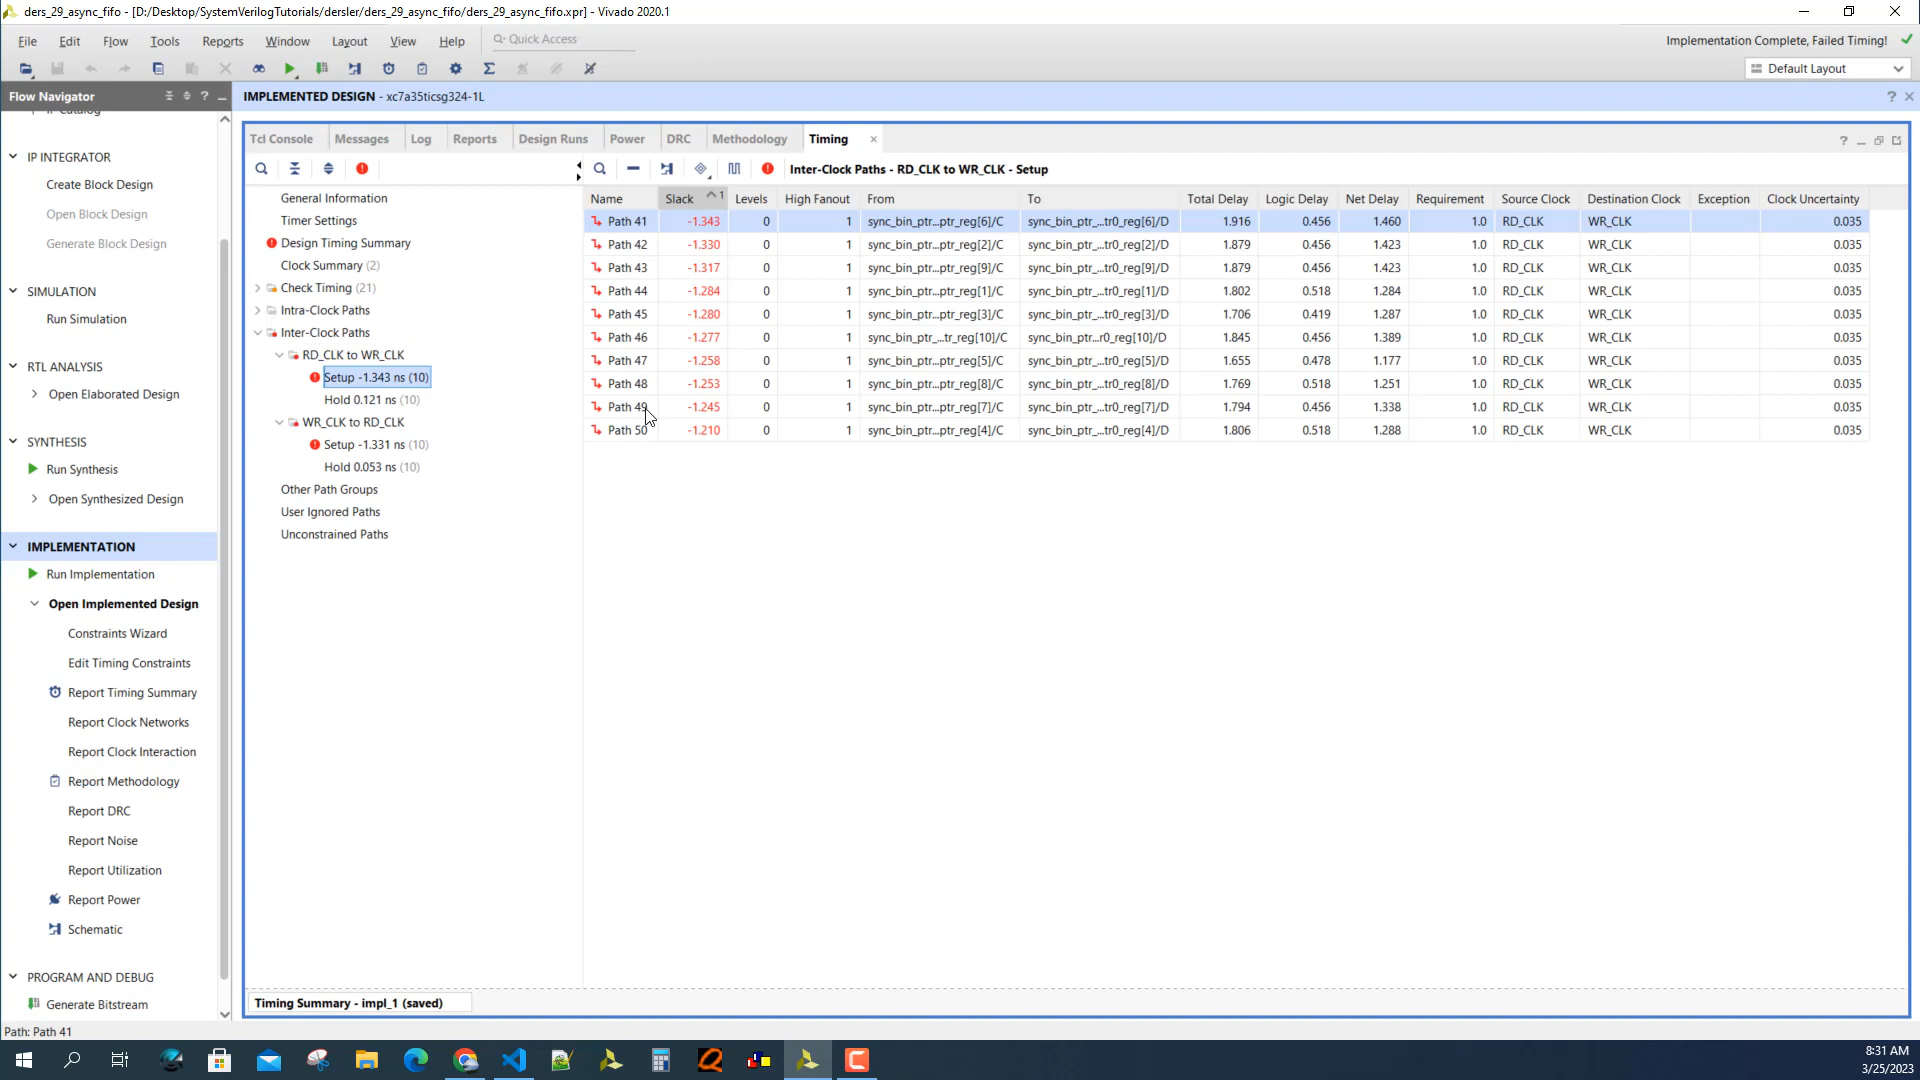 ders_29_async_fifo - [D:/Desktop/SystemVerilogTutorials/dersler/ders_29_async_fifo/ders_29_async_fifo.xpr] - Vivado 2020.1
File Edit Flow Tools Reports Window Layout View Help Quick Access
Implementation Complete, Failed Timing!
Default Layout
Flow Navigator
IMPLEMENTED DESIGN - xc7a35ticsg324-1L
IP Catalog
IP INTEGRATOR
Create Block Design
Open Block Design
Generate Block Design
SIMULATION
Run Simulation
RTL ANALYSIS
Open Elaborated Design
SYNTHESIS
Run Synthesis
Open Synthesized Design
IMPLEMENTATION
Run Implementation
Open Implemented Design
Constraints Wizard
Edit Timing Constraints
Report Timing Summary
Report Clock Networks
Report Clock Interaction
Report Methodology
Report DRC
Report Noise
Report Utilization
Report Power
Schematic
PROGRAM AND DEBUG
Generate Bitstream
Tcl Console Messages Log Reports Design Runs Power DRC Methodology Timing
General Information
Timer Settings
Design Timing Summary
Clock Summary (2)
Check Timing (21)
Intra-Clock Paths
Inter-Clock Paths
RD_CLK to WR_CLK
Setup -1.343 ns (10)
Hold 0.121 ns (10)
WR_CLK to RD_CLK
Setup -1.331 ns (10)
Hold 0.053 ns (10)
Other Path Groups
User Ignored Paths
Unconstrained Paths
Inter-Clock Paths - RD_CLK to WR_CLK - Setup
Name Slack 1 Levels High Fanout From To Total Delay Logic Delay Net Delay Requirement Source Clock Destination Clock Exception Clock Uncertainty
Path 41 -1.343 0 1 sync_bin_ptr...ptr_reg[6]/C sync_bin_ptr_...tr0_reg[6]/D 1.916 0.456 1.460 1.0 RD_CLK WR_CLK 0.035
Path 42 -1.330 0 1 sync_bin_ptr...ptr_reg[2]/C sync_bin_ptr_...tr0_reg[2]/D 1.879 0.456 1.423 1.0 RD_CLK WR_CLK 0.035
Path 43 -1.317 0 1 sync_bin_ptr...ptr_reg[9]/C sync_bin_ptr_...tr0_reg[9]/D 1.879 0.456 1.423 1.0 RD_CLK WR_CLK 0.035
Path 44 -1.284 0 1 sync_bin_ptr...ptr_reg[1]/C sync_bin_ptr_...tr0_reg[1]/D 1.802 0.518 1.284 1.0 RD_CLK WR_CLK 0.035
Path 45 -1.280 0 1 sync_bin_ptr...ptr_reg[3]/C sync_bin_ptr_...tr0_reg[3]/D 1.706 0.419 1.287 1.0 RD_CLK WR_CLK 0.035
Path 46 -1.277 0 1 sync_bin_ptr_...tr_reg[10]/C sync_bin_ptr...r0_reg[10]/D 1.845 0.456 1.389 1.0 RD_CLK WR_CLK 0.035
Path 47 -1.258 0 1 sync_bin_ptr...ptr_reg[5]/C sync_bin_ptr_...tr0_reg[5]/D 1.655 0.478 1.177 1.0 RD_CLK WR_CLK 0.035
Path 48 -1.253 0 1 sync_bin_ptr...ptr_reg[8]/C sync_bin_ptr_...tr0_reg[8]/D 1.769 0.518 1.251 1.0 RD_CLK WR_CLK 0.035
Path 49 -1.245 0 1 sync_bin_ptr...ptr_reg[7]/C sync_bin_ptr_...tr0_reg[7]/D 1.794 0.456 1.338 1.0 RD_CLK WR_CLK 0.035
Path 50 -1.210 0 1 sync_bin_ptr...ptr_reg[4]/C sync_bin_ptr_...tr0_reg[4]/D 1.806 0.518 1.288 1.0 RD_CLK WR_CLK 0.035
Timing Summary - impl_1 (saved)
Path: Path 41
8:31 AM
3/25/2023